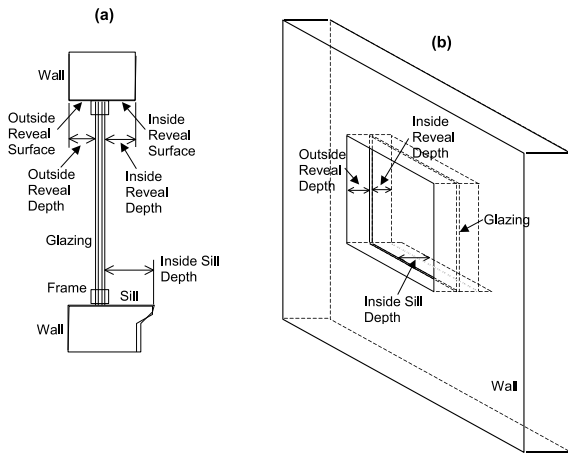 (a)
Wall
Outside
Reveal
Surface
Inside
Reveal
Surface
Outside
Reveal
Depth
Inside
Reveal
Depth
Glazing
Inside Sill
Depth
Frame
Sill
Wall
(b)
Inside
Reveal
Depth
Outside
Reveal Depth
Glazing
Inside Sill
Depth
Wall